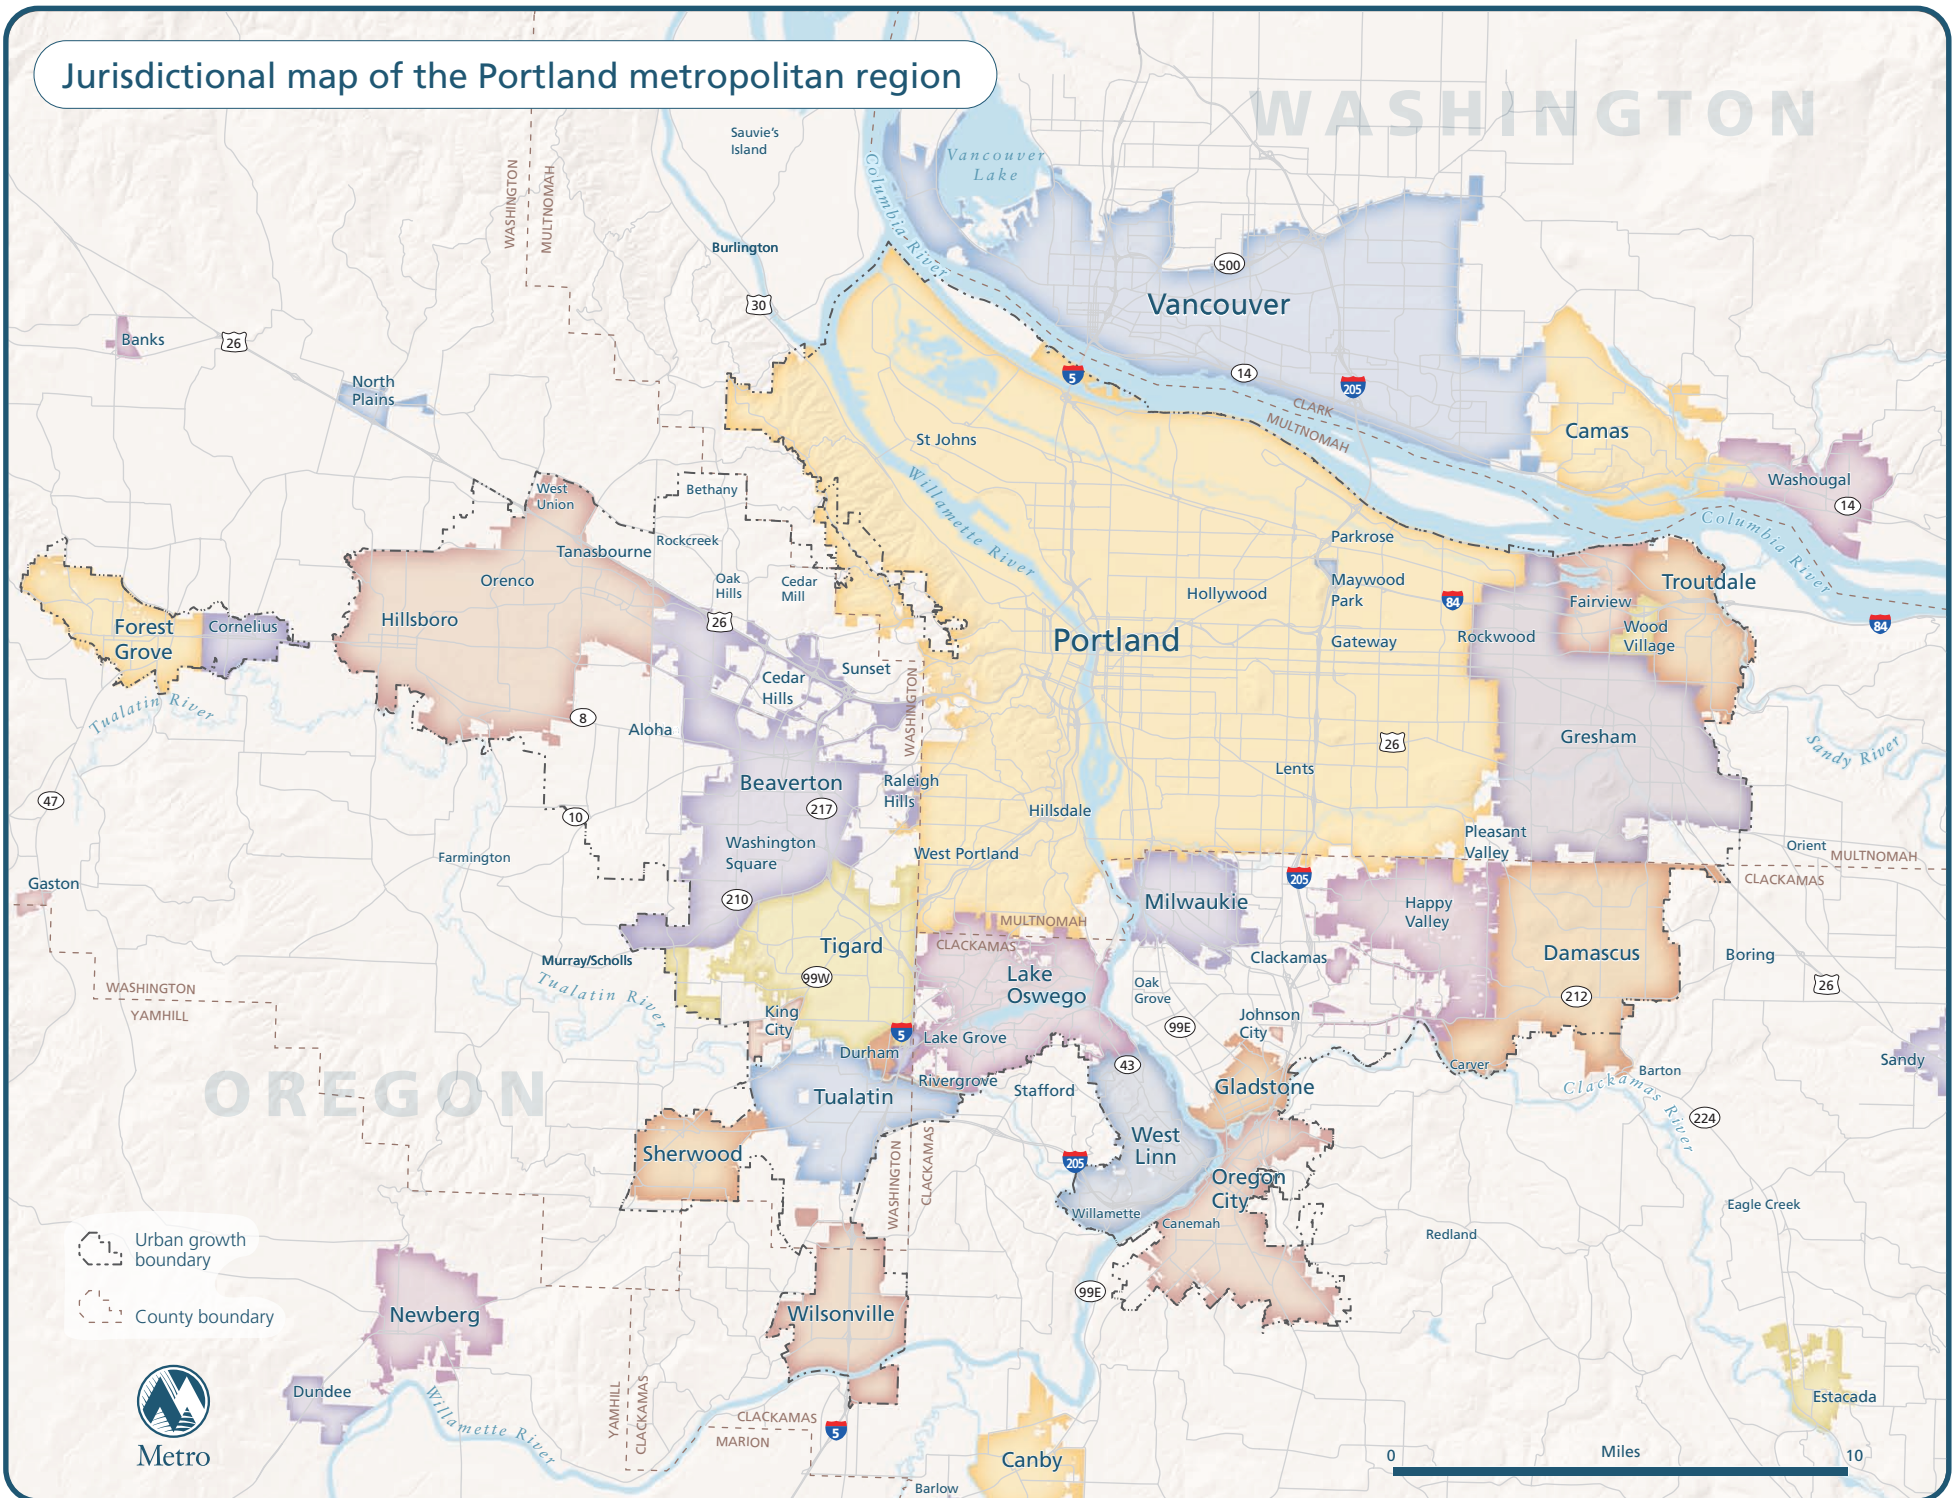 Jurisdictional map of the Portland metropolitan region
WASHINGTON
Sauvie's
Island
Vancouver
Lake
Columbia River
WASHINGTON
MULTNOMAH
Burlington
30
500
Vancouver
Banks
26
North
Plains
5
14
205
CLARK
MULTNOMAH
Camas
St Johns
Washougal
14
West
Union
Bethany
Willamette River
Columbia River
Tanasbourne
Rockcreek
Parkrose
Orenco
Oak
Hills
Cedar
Mill
Hollywood
Maywood
Park
84
Troutdale
Fairview
Forest
Grove
Cornelius
Hillsboro
26
Portland
Gateway
Rockwood
Wood
Village
84
Sunset
Cedar
Hills
Tualatin River
8
Aloha
WASHINGTON
26
Gresham
Sandy River
Beaverton
Raleigh
Hills
Lents
47
10
217
Hillsdale
Farmington
Washington
Square
West Portland
Pleasant
Valley
Orient
MULTNOMAH
CLACKAMAS
Gaston
210
205
Milwaukie
Happy
Valley
MULTNOMAH
CLACKAMAS
Tigard
Murray/Scholls
99W
Lake
Oswego
Clackamas
Damascus
Boring
Tualatin River
Oak
Grove
212
26
WASHINGTON
YAMHILL
King
City
99E
Johnson
City
5
Lake Grove
Durham
43
Carver
Barton
Sandy
OREGON
Rivergrove
Stafford
Gladstone
Clackamas River
Tualatin
224
Sherwood
West
Linn
205
WASHINGTON
CLACKAMAS
Oregon
City
Willamette
Canemah
Eagle Creek
Redland
Urban growth
boundary
County boundary
99E
Newberg
Wilsonville
Dundee
Willamette River
YAMHILL
CLACKAMAS
CLACKAMAS
MARION
5
Estacada
Metro
Canby
Barlow
0
Miles
10